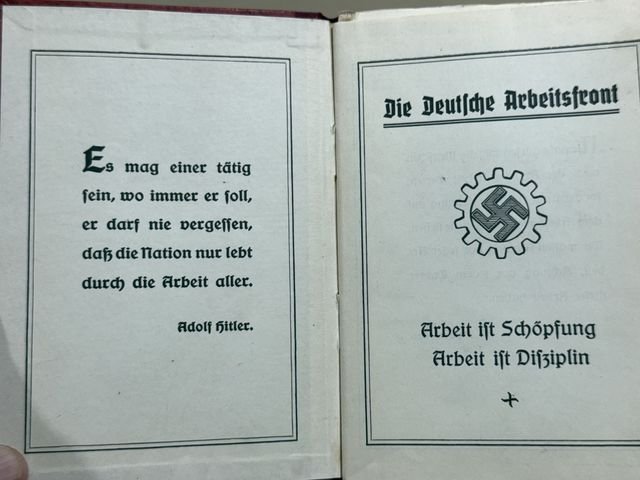 Es mag einer tätig
ſein, wo immer er ſoll,
er darf nie vergeſſen,
daß die Nation nur lebt
durch die Arbeit aller.
Adolf Hitler.
Die Deutſche Arbeitsfront
Arbeit iſt Schöpfung
Arbeit iſt Diſziplin